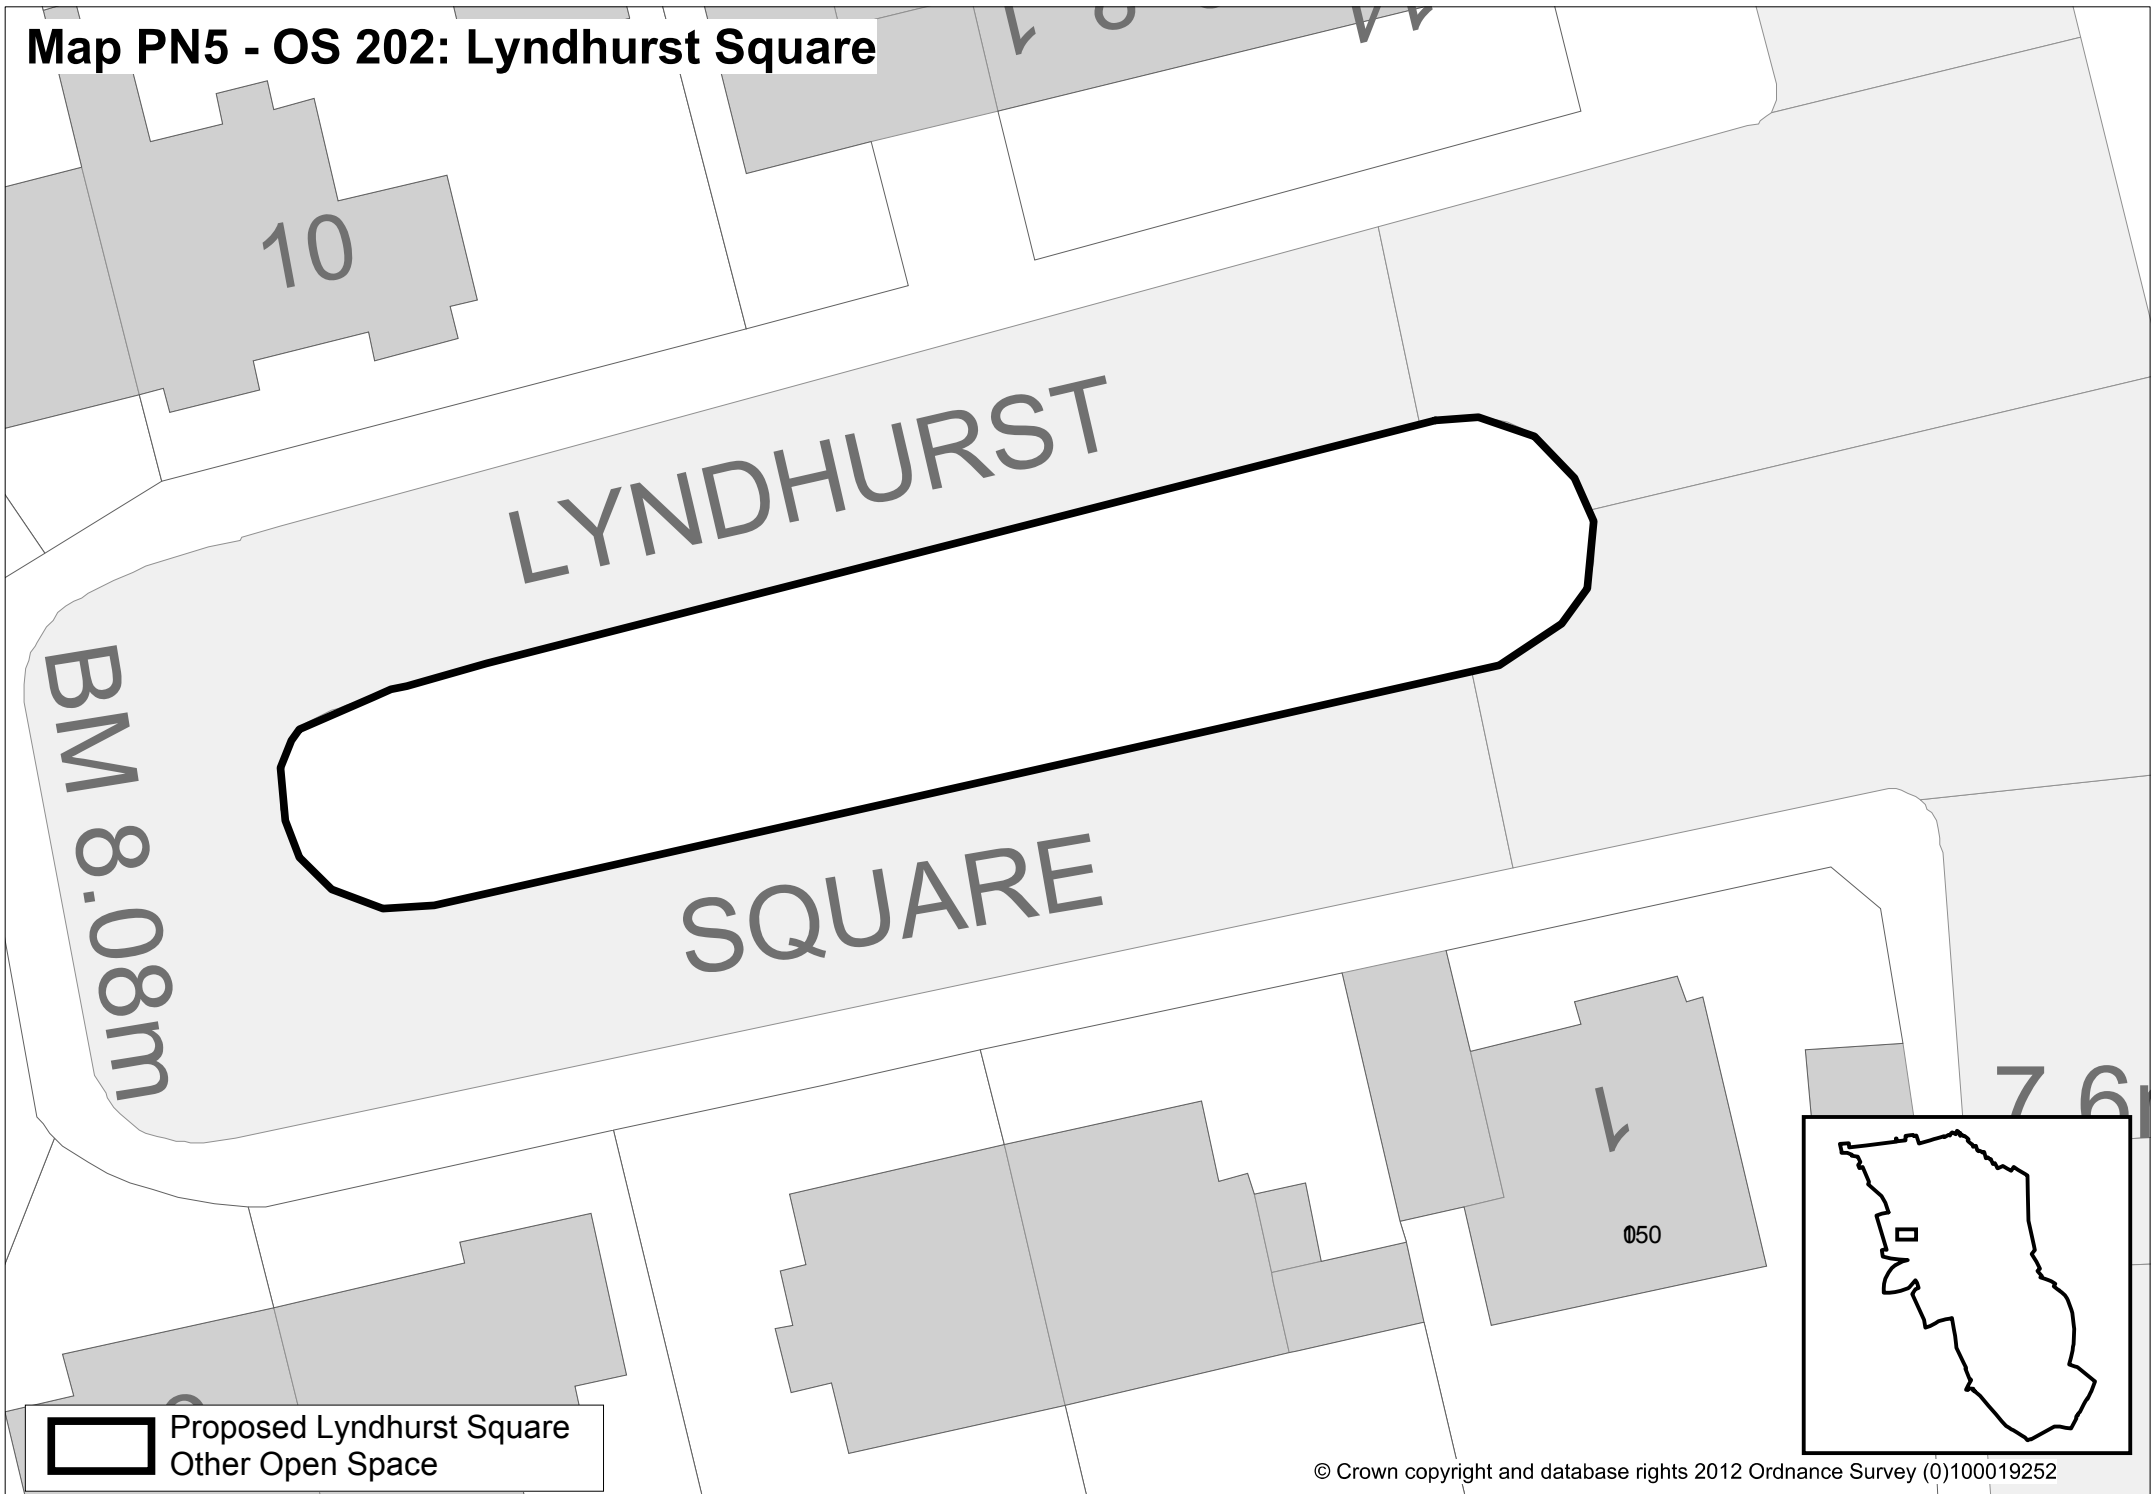 Map PN5 - OS 202: Lyndhurst Square
10
LYNDHURST
BM 8.08m
SQUARE
1
Proposed Lyndhurst Square
Other Open Space
© Crown copyright and database rights 2012 Ordnance Survey (0)100019252